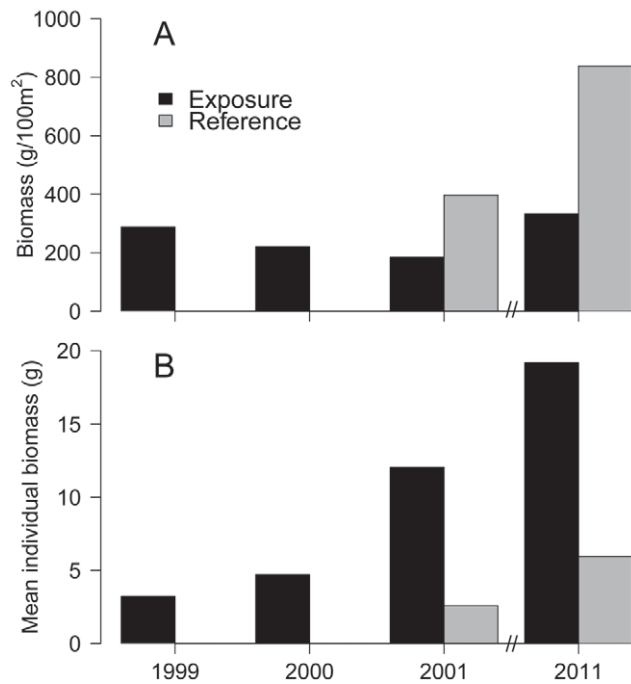 A
Exposure
Reference
Biomass (g/100m²)
1000
800
600
400
200
0
//
B
Mean individual biomass (g)
20
15
10
5
0
//
1999 2000 2001 2011